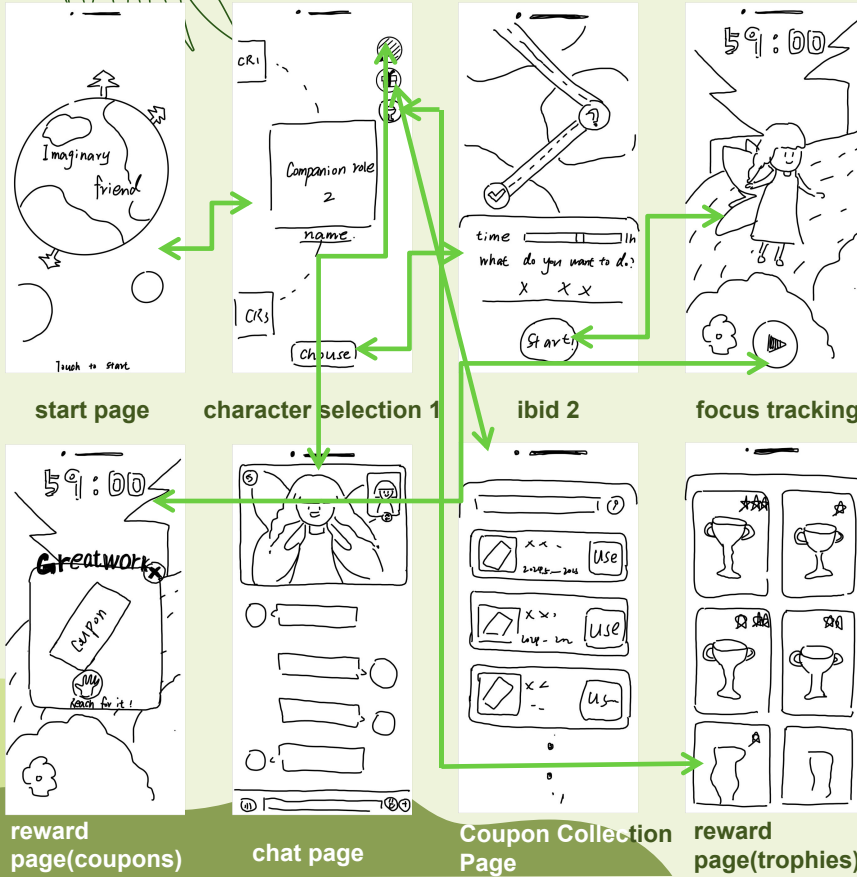 Imaginary
friend
Touch to start
start page
CR1
Companion role
2
name
CR3
Chouse
character selection 1
?
time
1h
what do you want to do?
X X X
Start!
ibid 2
59:00
focus tracking
59:00
Greatwork
X
Coupon
Reach for it!
reward
page(coupons)
chat page
?
x x
Use
x x
use
x <
Us
Coupon Collection
Page
reward
page(trophies)